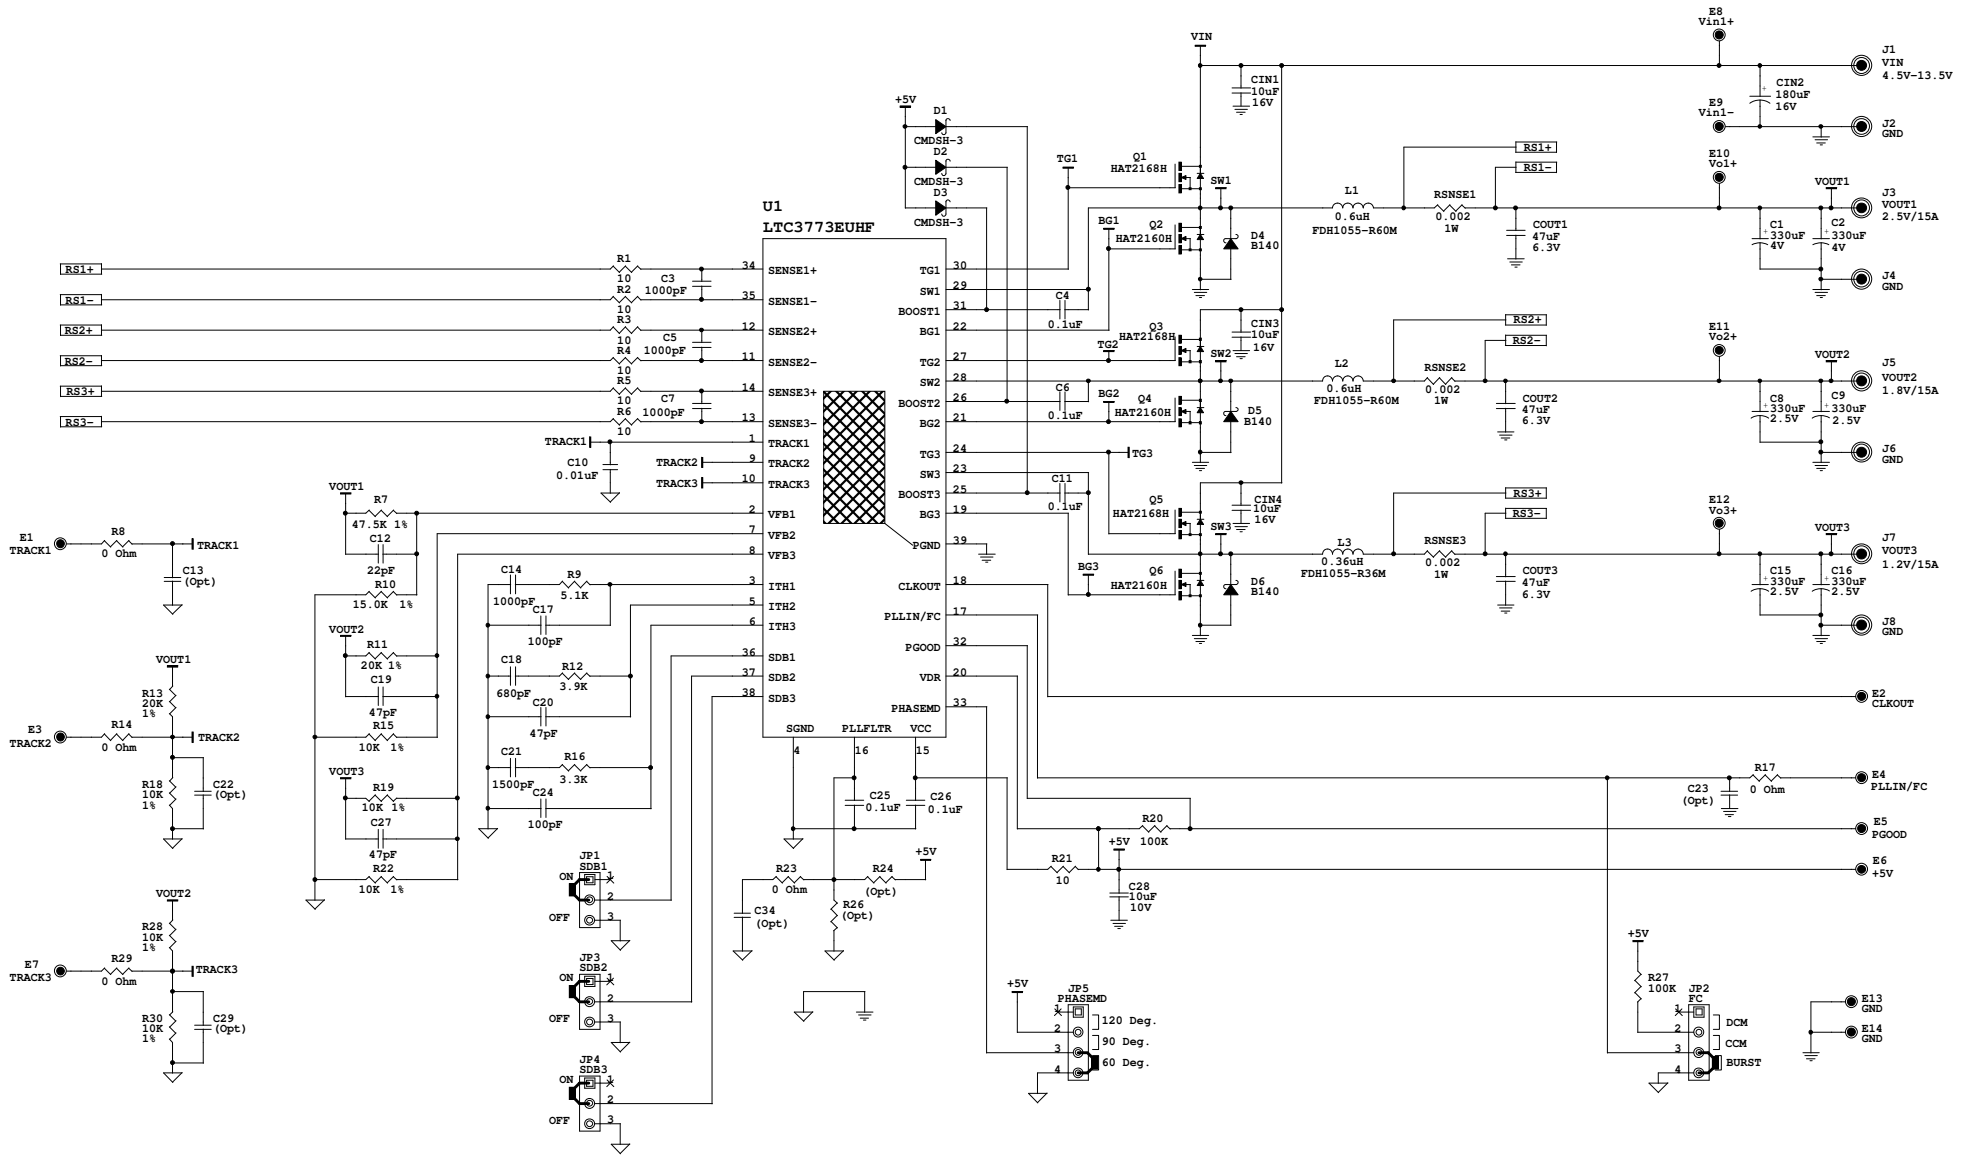 E8
Vin1+
VIN
J1
VIN
4.5V-13.5V
CIN1
10uF
16V
CIN2
+
180uF
16V
E9
Vin1-
J2
GND
+5V
D1
CMDSH-3
D2
CMDSH-3
D3
CMDSH-3
TG1
Q1
HAT2168H
SW1
RS1+
RS1-
E10
Vo1+
VOUT1
J3
VOUT1
2.5V/15A
L1
0.6uH
FDH1055-R60M
RSNSE1
0.002
1W
BG1
Q2
HAT2160H
D4
B140
COUT1
47uF
6.3V
C1
+
330uF
4V
C2
+
330uF
4V
J4
GND
U1
LTC3773EUHF
RS1+
R1
10
C3
1000pF
34
SENSE1+
RS1-
R2
10
35
SENSE1-
RS2+
R3
10
C5
1000pF
12
SENSE2+
RS2-
R4
10
11
SENSE2-
RS3+
R5
10
C7
1000pF
14
SENSE3+
RS3-
R6
10
13
SENSE3-
TRACK1
1
TRACK1
C10
0.01uF
TRACK2
9
TRACK2
TRACK3
10
TRACK3
2
VFB1
7
VFB2
8
VFB3
3
ITH1
5
ITH2
6
ITH3
36
SDB1
37
SDB2
38
SDB3
TG1
30
SW1
29
BOOST1
31
BG1
22
TG2
27
SW2
28
BOOST2
26
BG2
21
TG3
24
SW3
23
BOOST3
25
BG3
19
PGND
39
CLKOUT
18
PLLIN/FC
17
PGOOD
32
VDR
20
PHASEMD
33
SGND
4
PLLFLTR
16
VCC
15
C4
0.1uF
Q3
HAT2168H
TG2
CIN3
10uF
16V
SW2
RS2+
RS2-
E11
Vo2+
VOUT2
J5
VOUT2
1.8V/15A
L2
0.6uH
FDH1055-R60M
RSNSE2
0.002
1W
C6
0.1uF
BG2
Q4
HAT2160H
D5
B140
COUT2
47uF
6.3V
C8
+
330uF
2.5V
C9
+
330uF
2.5V
J6
GND
TG3
C11
0.1uF
Q5
HAT2168H
CIN4
10uF
16V
SW3
RS3+
RS3-
E12
Vo3+
VOUT3
J7
VOUT3
1.2V/15A
L3
0.36uH
FDH1055-R36M
RSNSE3
0.002
1W
BG3
Q6
HAT2160H
D6
B140
COUT3
47uF
6.3V
C15
+
330uF
2.5V
C16
+
330uF
2.5V
J8
GND
E1
TRACK1
R8
0 Ohm
TRACK1
C13
(Opt)
VOUT1
R7
47.5K 1%
C12
22pF
R10
15.0K 1%
C14
1000pF
R9
5.1K
C17
100pF
VOUT2
R11
20K 1%
C19
47pF
R15
10K 1%
C18
680pF
R12
3.9K
C20
47pF
VOUT3
R19
10K 1%
C27
47pF
R22
10K 1%
C21
1500pF
R16
3.3K
C24
100pF
VOUT1
R13
20K
1%
E3
TRACK2
R14
0 Ohm
TRACK2
R18
10K
1%
C22
(Opt)
VOUT2
R28
10K
1%
E7
TRACK3
R29
0 Ohm
TRACK3
R30
10K
1%
C29
(Opt)
C25
0.1uF
C26
0.1uF
R23
0 Ohm
R24
(Opt)
+5V
C34
(Opt)
R26
(Opt)
JP1
SDB1
ON
1
2
OFF
3
JP3
SDB2
ON
1
2
OFF
3
JP4
SDB3
ON
1
2
OFF
3
E2
CLKOUT
E4
PLLIN/FC
R17
0 Ohm
C23
(Opt)
E5
PGOOD
R20
100K
+5V
R21
10
C28
10uF
10V
E6
+5V
+5V
JP5
PHASEMD
1
2
3
4
120 Deg.
90 Deg.
60 Deg.
+5V
R27
100K
JP2
FC
1
2
3
4
DCM
CCM
BURST
E13
GND
E14
GND